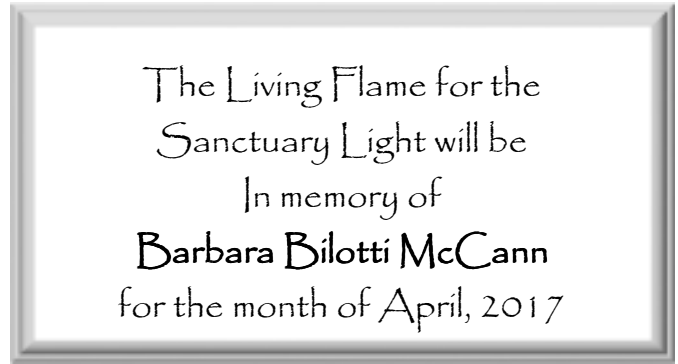 The Living Flame for the
Sanctuary Light will be
In memory of
Barbara Bilotti McCann
for the month of April, 2017